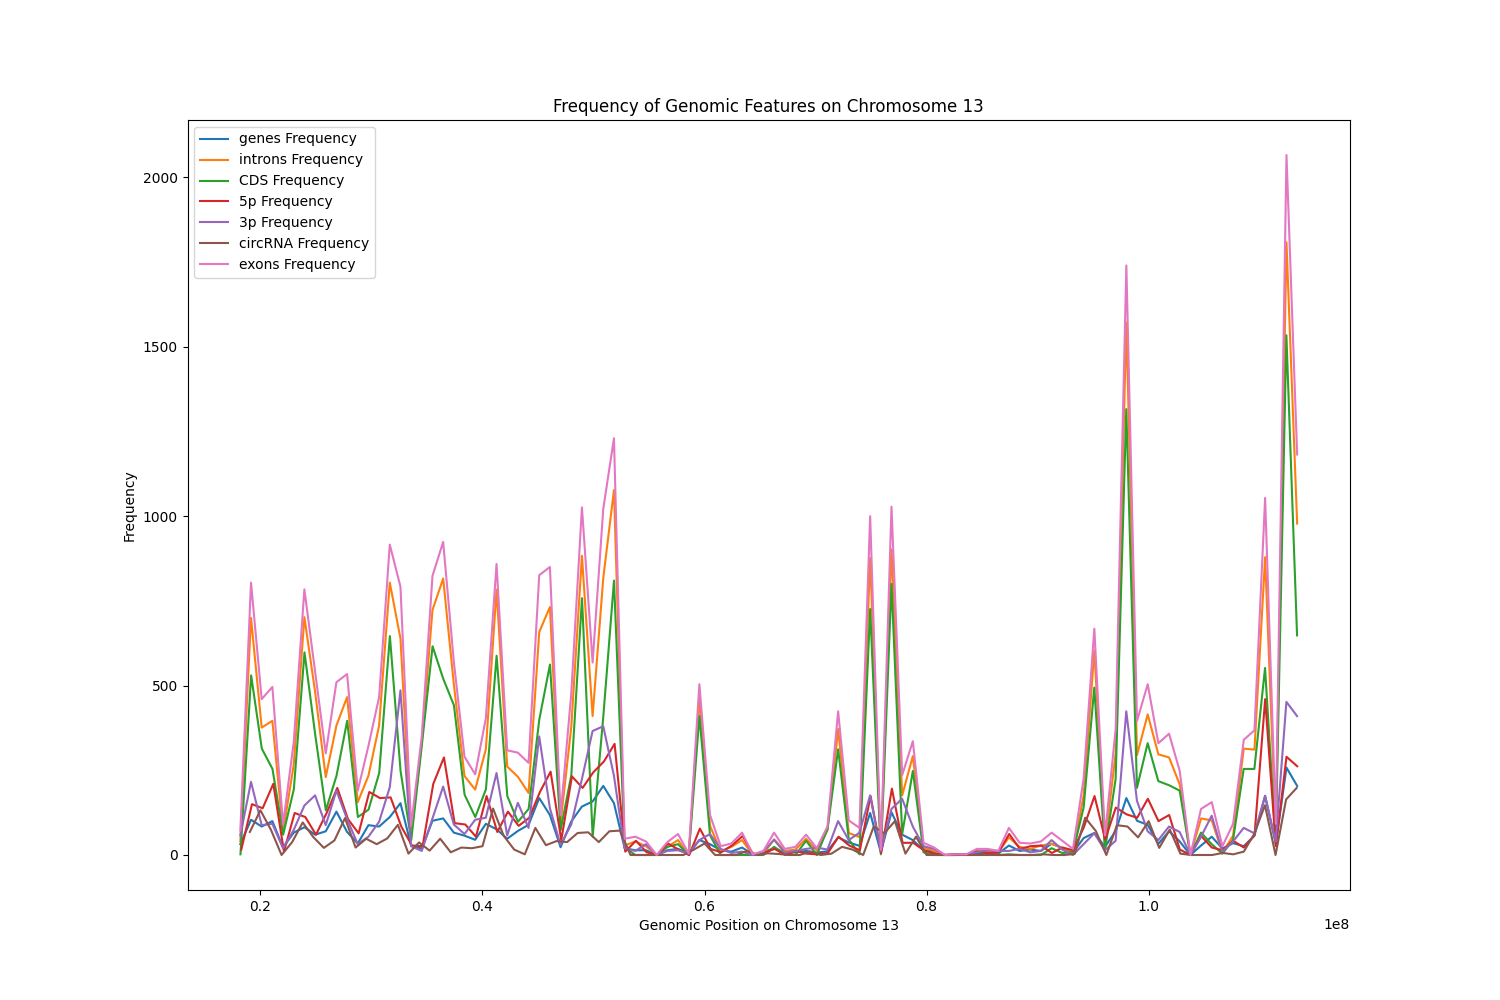 Frequency of Genomic Features on Chromosome 13
genes Frequency
introns Frequency
CDS Frequency
5p Frequency
3p Frequency
circRNA Frequency
exons Frequency
2000
1500
1000
500
0
Frequency
0.2 0.4 0.6 0.8 1.0
1e8
Genomic Position on Chromosome 13